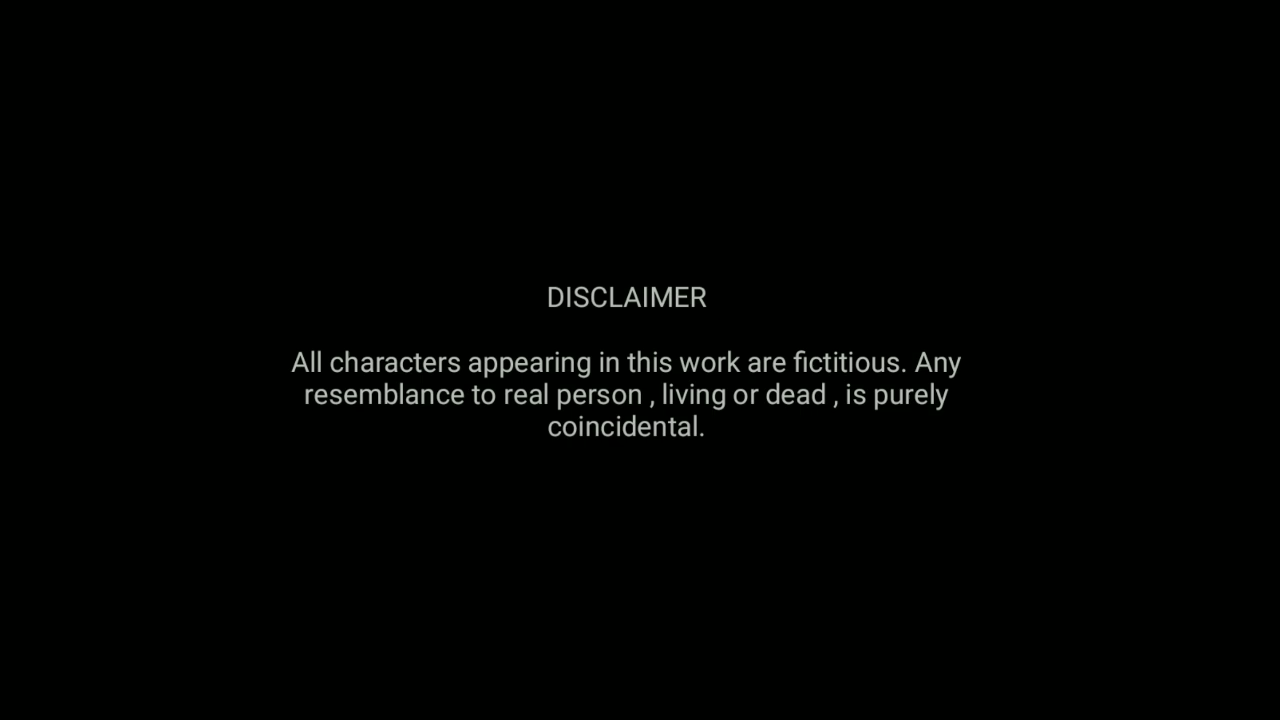 DISCLAIMER
All characters appearing in this work are fictitious. Any
resemblance to real person , living or dead , is purely
coincidental.